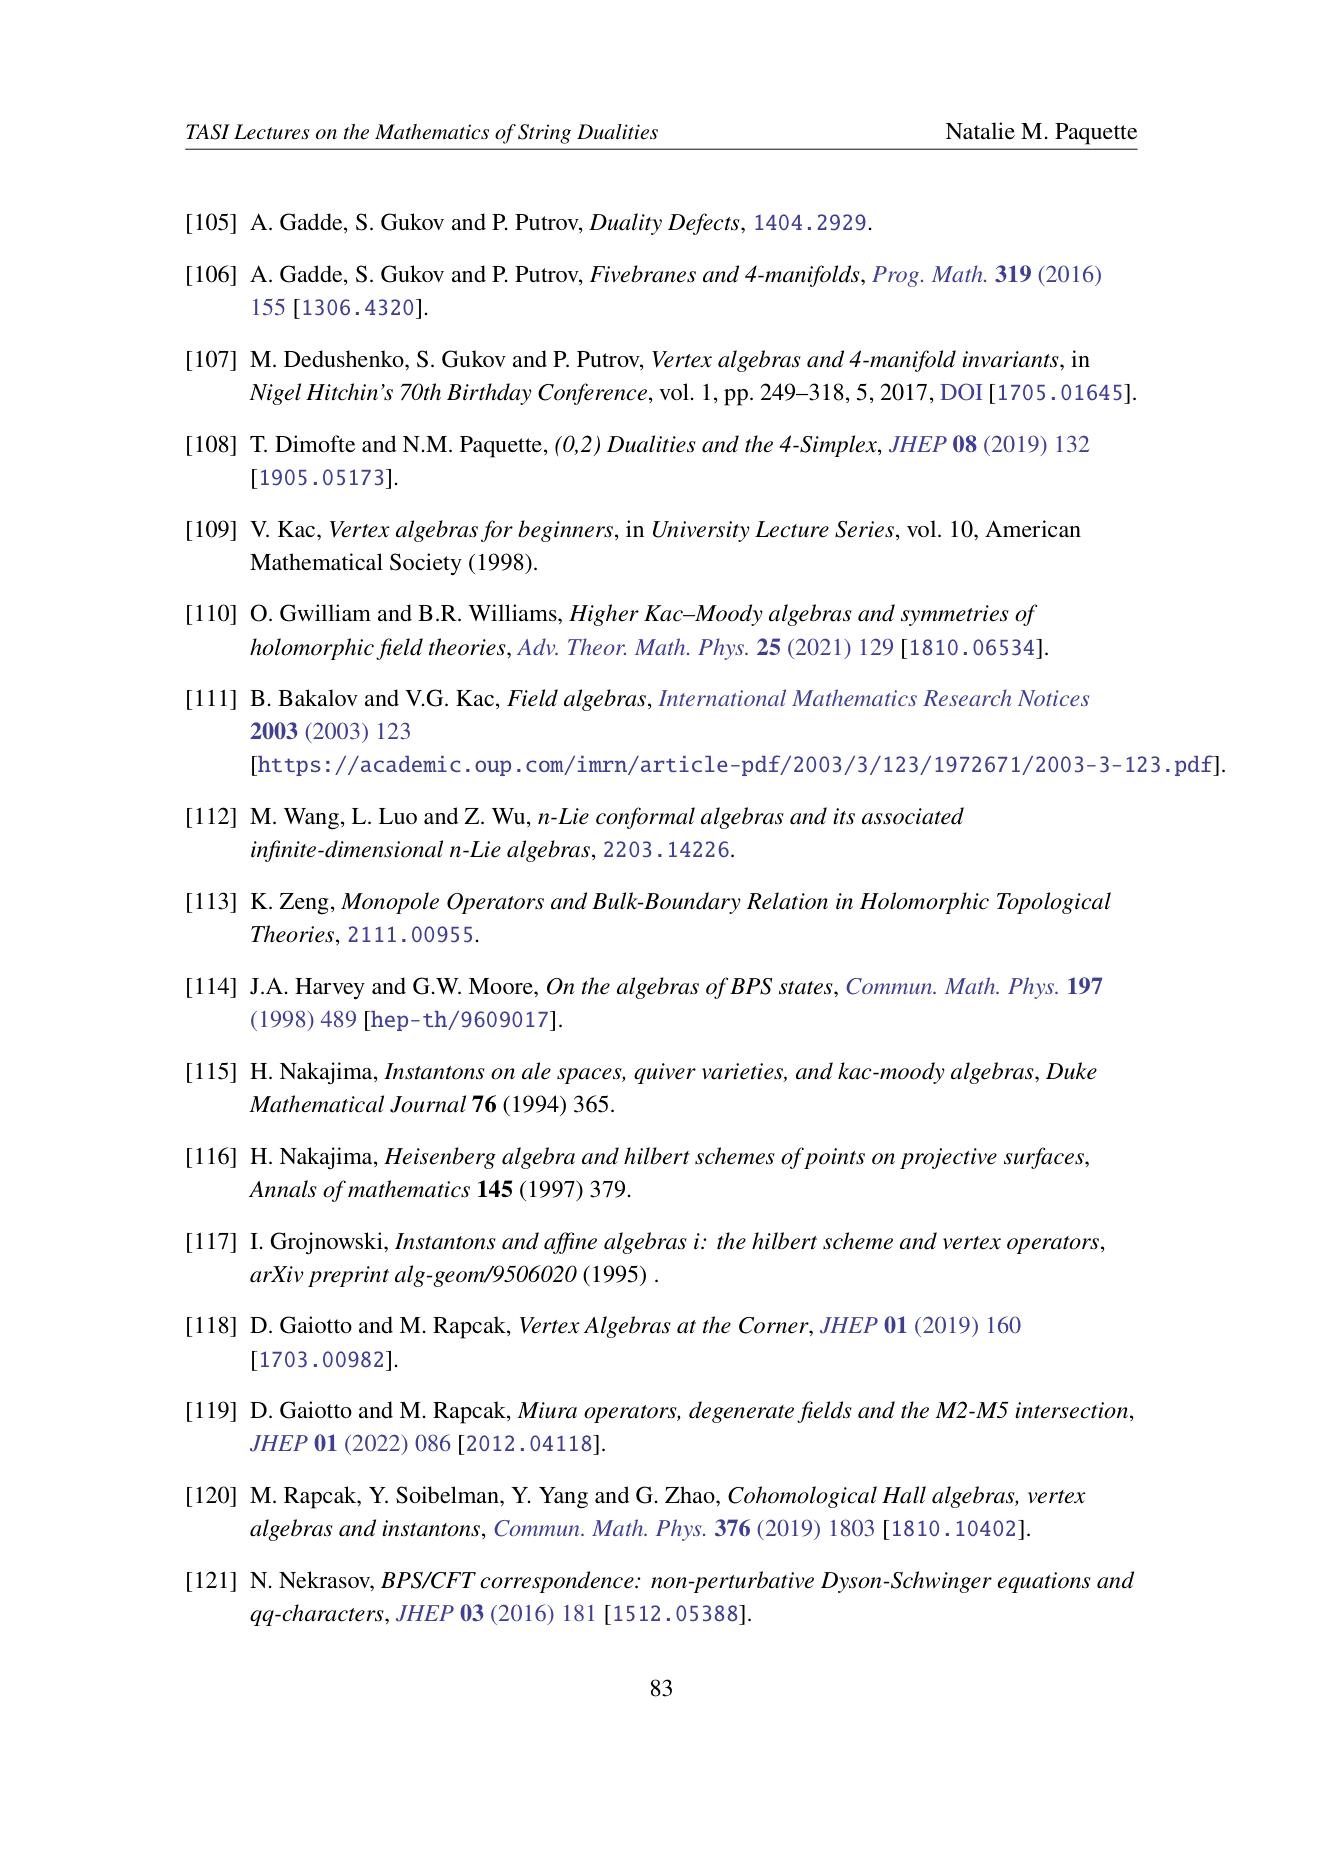 TASI Lectures on the Mathematics of String Dualities Natalie M. Paquette
[105] A. Gadde, S. Gukov and P. Putrov, Duality Defects, 1404.2929.
[106] A. Gadde, S. Gukov and P. Putrov, Fivebranes and 4-manifolds, Prog. Math. 319 (2016)
155 [1306.4320].
[107] M. Dedushenko, S. Gukov and P. Putrov, Vertex algebras and 4-manifold invariants, in
Nigel Hitchin's 70th Birthday Conference, vol. 1, pp. 249–318, 5, 2017, DOI [1705.01645].
[108] T. Dimofte and N.M. Paquette, (0,2) Dualities and the 4-Simplex, JHEP 08 (2019) 132
[1905.05173].
[109] V. Kac, Vertex algebras for beginners, in University Lecture Series, vol. 10, American
Mathematical Society (1998).
[110] O. Gwilliam and B.R. Williams, Higher Kac–Moody algebras and symmetries of
holomorphic field theories, Adv. Theor. Math. Phys. 25 (2021) 129 [1810.06534].
[111] B. Bakalov and V.G. Kac, Field algebras, International Mathematics Research Notices
2003 (2003) 123
[https://academic.oup.com/imrn/article-pdf/2003/3/123/1972671/2003-3-123.pdf].
[112] M. Wang, L. Luo and Z. Wu, n-Lie conformal algebras and its associated
infinite-dimensional n-Lie algebras, 2203.14226.
[113] K. Zeng, Monopole Operators and Bulk-Boundary Relation in Holomorphic Topological
Theories, 2111.00955.
[114] J.A. Harvey and G.W. Moore, On the algebras of BPS states, Commun. Math. Phys. 197
(1998) 489 [hep-th/9609017].
[115] H. Nakajima, Instantons on ale spaces, quiver varieties, and kac-moody algebras, Duke
Mathematical Journal 76 (1994) 365.
[116] H. Nakajima, Heisenberg algebra and hilbert schemes of points on projective surfaces,
Annals of mathematics 145 (1997) 379.
[117] I. Grojnowski, Instantons and affine algebras i: the hilbert scheme and vertex operators,
arXiv preprint alg-geom/9506020 (1995) .
[118] D. Gaiotto and M. Rapcak, Vertex Algebras at the Corner, JHEP 01 (2019) 160
[1703.00982].
[119] D. Gaiotto and M. Rapcak, Miura operators, degenerate fields and the M2-M5 intersection,
JHEP 01 (2022) 086 [2012.04118].
[120] M. Rapcak, Y. Soibelman, Y. Yang and G. Zhao, Cohomological Hall algebras, vertex
algebras and instantons, Commun. Math. Phys. 376 (2019) 1803 [1810.10402].
[121] N. Nekrasov, BPS/CFT correspondence: non-perturbative Dyson-Schwinger equations and
qq-characters, JHEP 03 (2016) 181 [1512.05388].
83